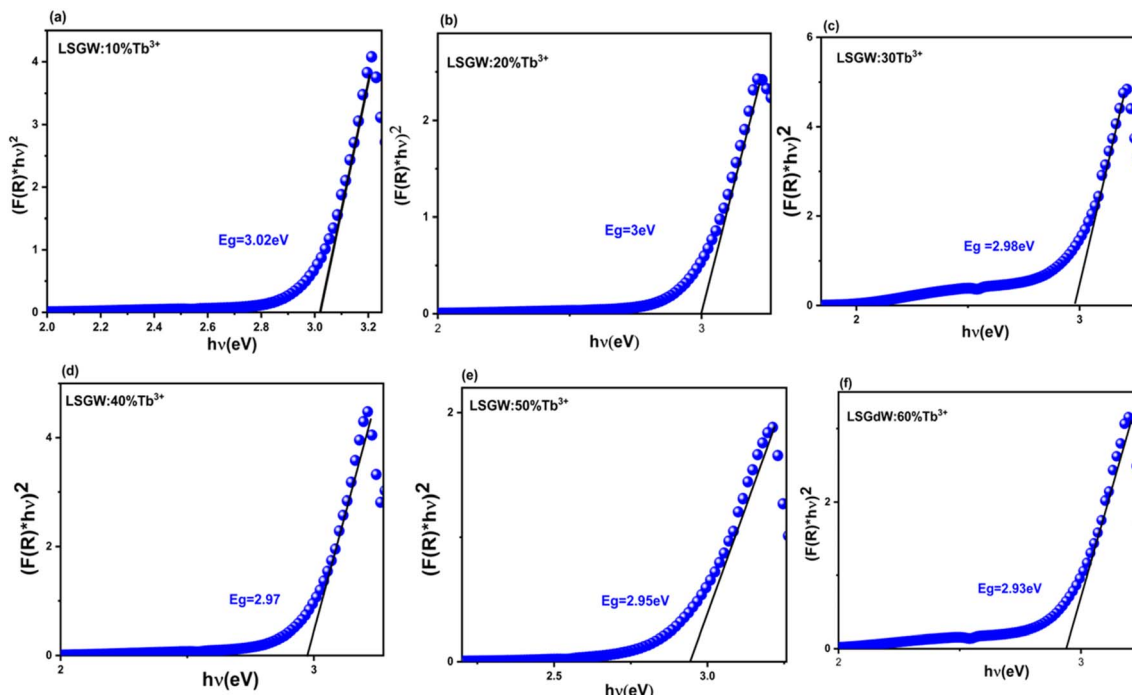 (a)
LSGW:10%Tb³⁺
(F(R)*hν)²
4
3
2
1
0
Eg=3.02eV
2.0 2.2 2.4 2.6 2.8 3.0 3.2
hν(eV)
(b)
LSGW:20%Tb³⁺
(F(R)*hν)²
2
1
0
Eg=3eV
2 3
hν(eV)
(c)
LSGW:30Tb³⁺
(F(R)*hν)²
6
4
2
0
Eg =2.98eV
2 3
hν(eV)
(d)
LSGW:40%Tb³⁺
(F(R)*hν)²
4
2
0
Eg=2.97
2 3
hν(eV)
(e)
LSGW:50%Tb³⁺
(F(R)*hν)²
2
0
Eg=2.95eV
2.5 3.0
hν(eV)
(f)
LSGdW:60%Tb³⁺
(F(R)*hν)²
2
0
Eg=2.93eV
2 3
hν(eV)